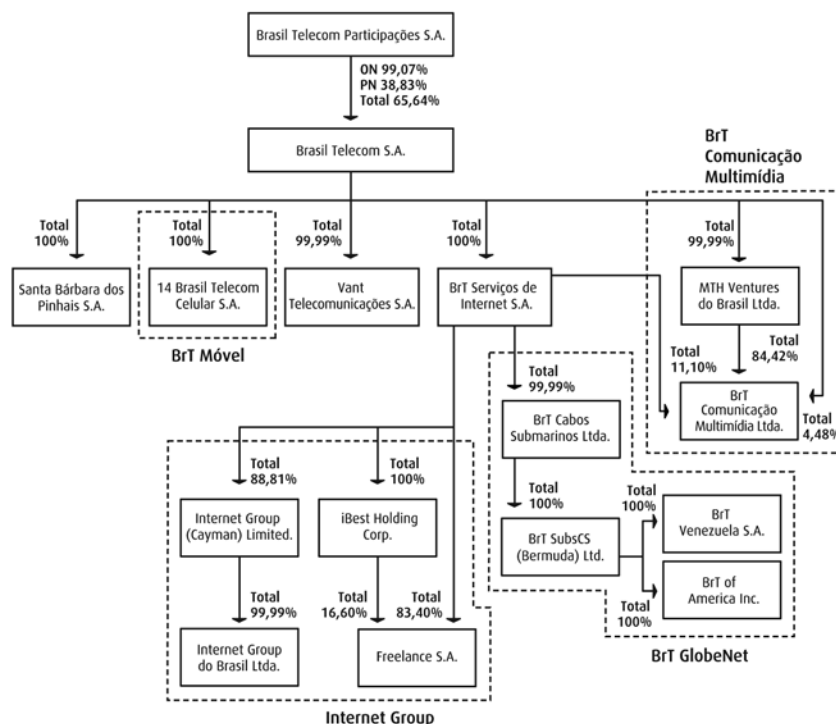 Brasil Telecom Participações S.A.
ON 99,07%
PN 38,83%
Total 65,64%
Brasil Telecom S.A.
BrT
Comunicação
Multimídia
Total
100%
Total
100%
Total
99,99%
Total
100%
Total
99,99%
Santa Bárbara dos
Pinhais S.A.
14 Brasil Telecom
Celular S.A.
Vant
Telecomunicações S.A.
BrT Serviços de
Internet S.A.
MTH Ventures
do Brasil Ltda.
BrT Móvel
Total
11,10%
Total
84,42%
Total
99,99%
BrT
Comunicação
Multimídia Ltda.
Total
4,48%
BrT Cabos
Submarinos Ltda.
Total
88,81%
Total
100%
Total
100%
Total
100%
Internet Group
(Cayman) Limited.
iBest Holding
Corp.
BrT SubsCS
(Bermuda) Ltd.
BrT
Venezuela S.A.
BrT of
America Inc.
Total
99,99%
Total
16,60%
Total
83,40%
Total
100%
Internet Group
do Brasil Ltda.
Freelance S.A.
BrT GlobeNet
Internet Group